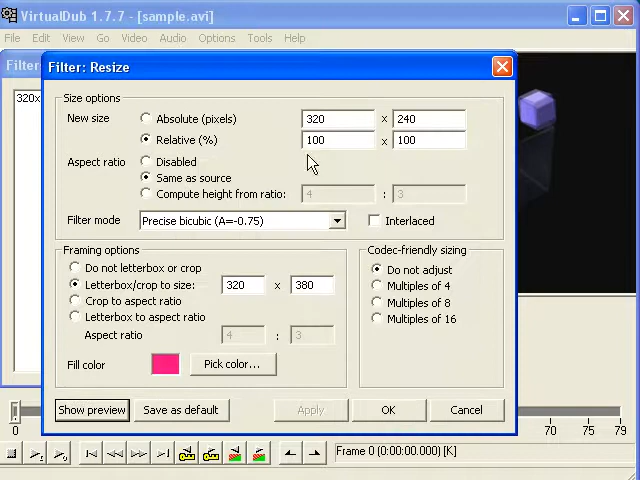 VirtualDub 1.7.7 - [sample.avi]
File Edit View Go Video Audio Options Tools Help
Filter
Filter: Resize
320x
Size options
New size Absolute (pixels) 320 x 240
Relative (%) 100 x 100
Aspect ratio Disabled
Same as source
Compute height from ratio: 4 : 3
Filter mode Precise bicubic (A=-0.75) Interlaced
Framing options
Do not letterbox or crop
Letterbox/crop to size: 320 x 380
Crop to aspect ratio
Letterbox to aspect ratio
Aspect ratio 4 : 3
Fill color Pick color...
Codec-friendly sizing
Do not adjust
Multiples of 4
Multiples of 8
Multiples of 16
Show preview Save as default Apply OK Cancel
0 70 75 79
Frame 0 (0:00:00.000) [K]